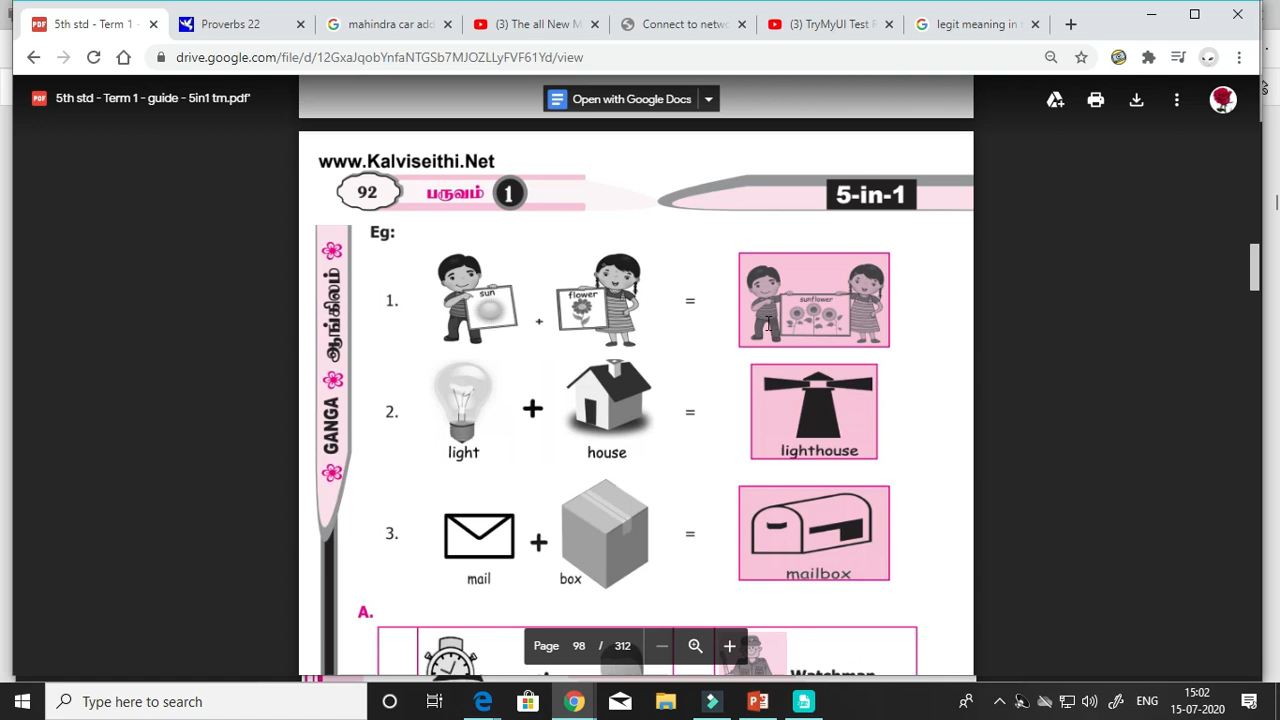 5th std - Term 1 -
Proverbs 22
mahindra car add
(3) The all New M
Connect to netw
(3) TryMyUI Test R
legit meaning in
drive.google.com/file/d/12GxaJqobYnfaNTGSb7MJOZLLyFVF61Yd/view
PDF 5th std - Term 1 - guide - 5in1 tm.pdf'
Open with Google Docs
www.Kalviseithi.Net
92 பருவம் 1 5-in-1
GANGA ஆங்கிலம்
Eg:
1. sun + flower = sunflower
2. + =
light house lighthouse
3. + =
mail box mailbox
A.
Page 98 / 312
Watchman
Type here to search
ENG 15:02
15-07-2020